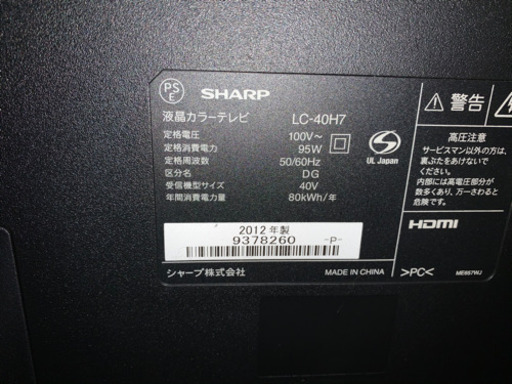 PS
E
SHARP
液晶カラーテレビ LC-40H7
定格電圧 100V~
定格消費電力 95W
定格周波数 50/60Hz
区分名 DG
受信機型サイズ 40V
年間消費電力量 80kWh/年
UL Japan
2012年製
9378260 -P-
シャープ株式会社 MADE IN CHINA
警告
高圧注意
サービスマン以外の方は、
裏ぶたをあけないで
ください。
内部には高電圧部分が
数多くあり、万一さわると
危険です。
HDMI
>PC< ME657WJ